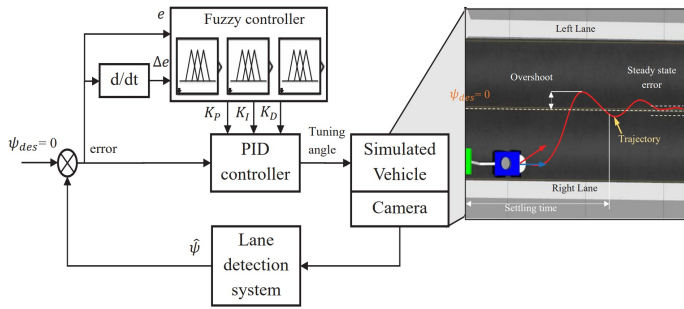 Fuzzy controller
e
Δe
d/dt
K_P
K_I
K_D
ψ_des = 0
error
PID
controller
Tuning
angle
Simulated
Vehicle
Camera
ψ̂
Lane
detection
system
Left Lane
Overshoot
Steady state
error
ψ_des = 0
Trajectory
Right Lane
Settling time